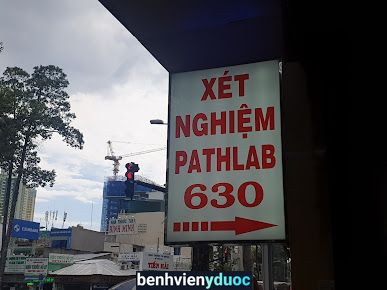 XÉT
NGHIỆM
PATHLAB
630
benhvienyduoc